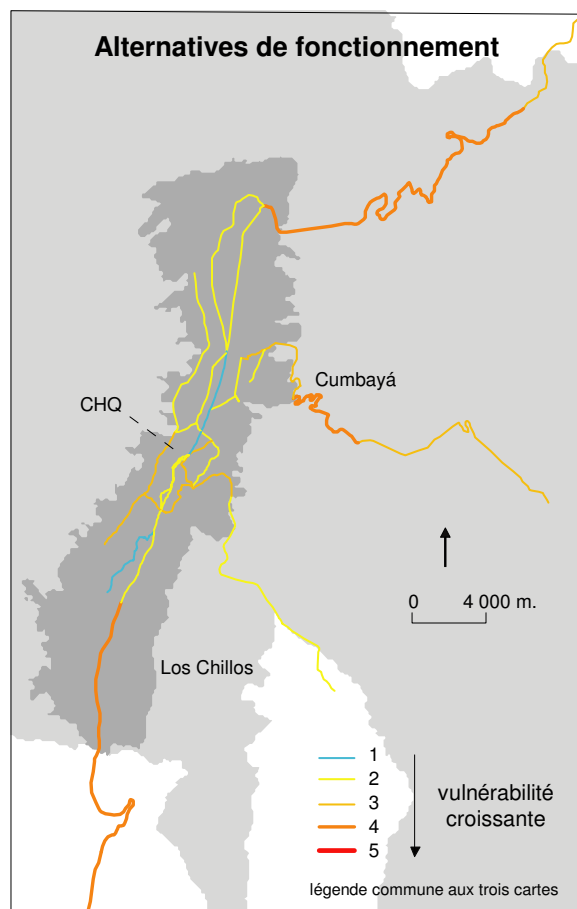 Alternatives de fonctionnement
Cumbayá
CHQ
0 4 000 m.
Los Chillos
1
2
3
4
5
vulnérabilité
croissante
légende commune aux trois cartes